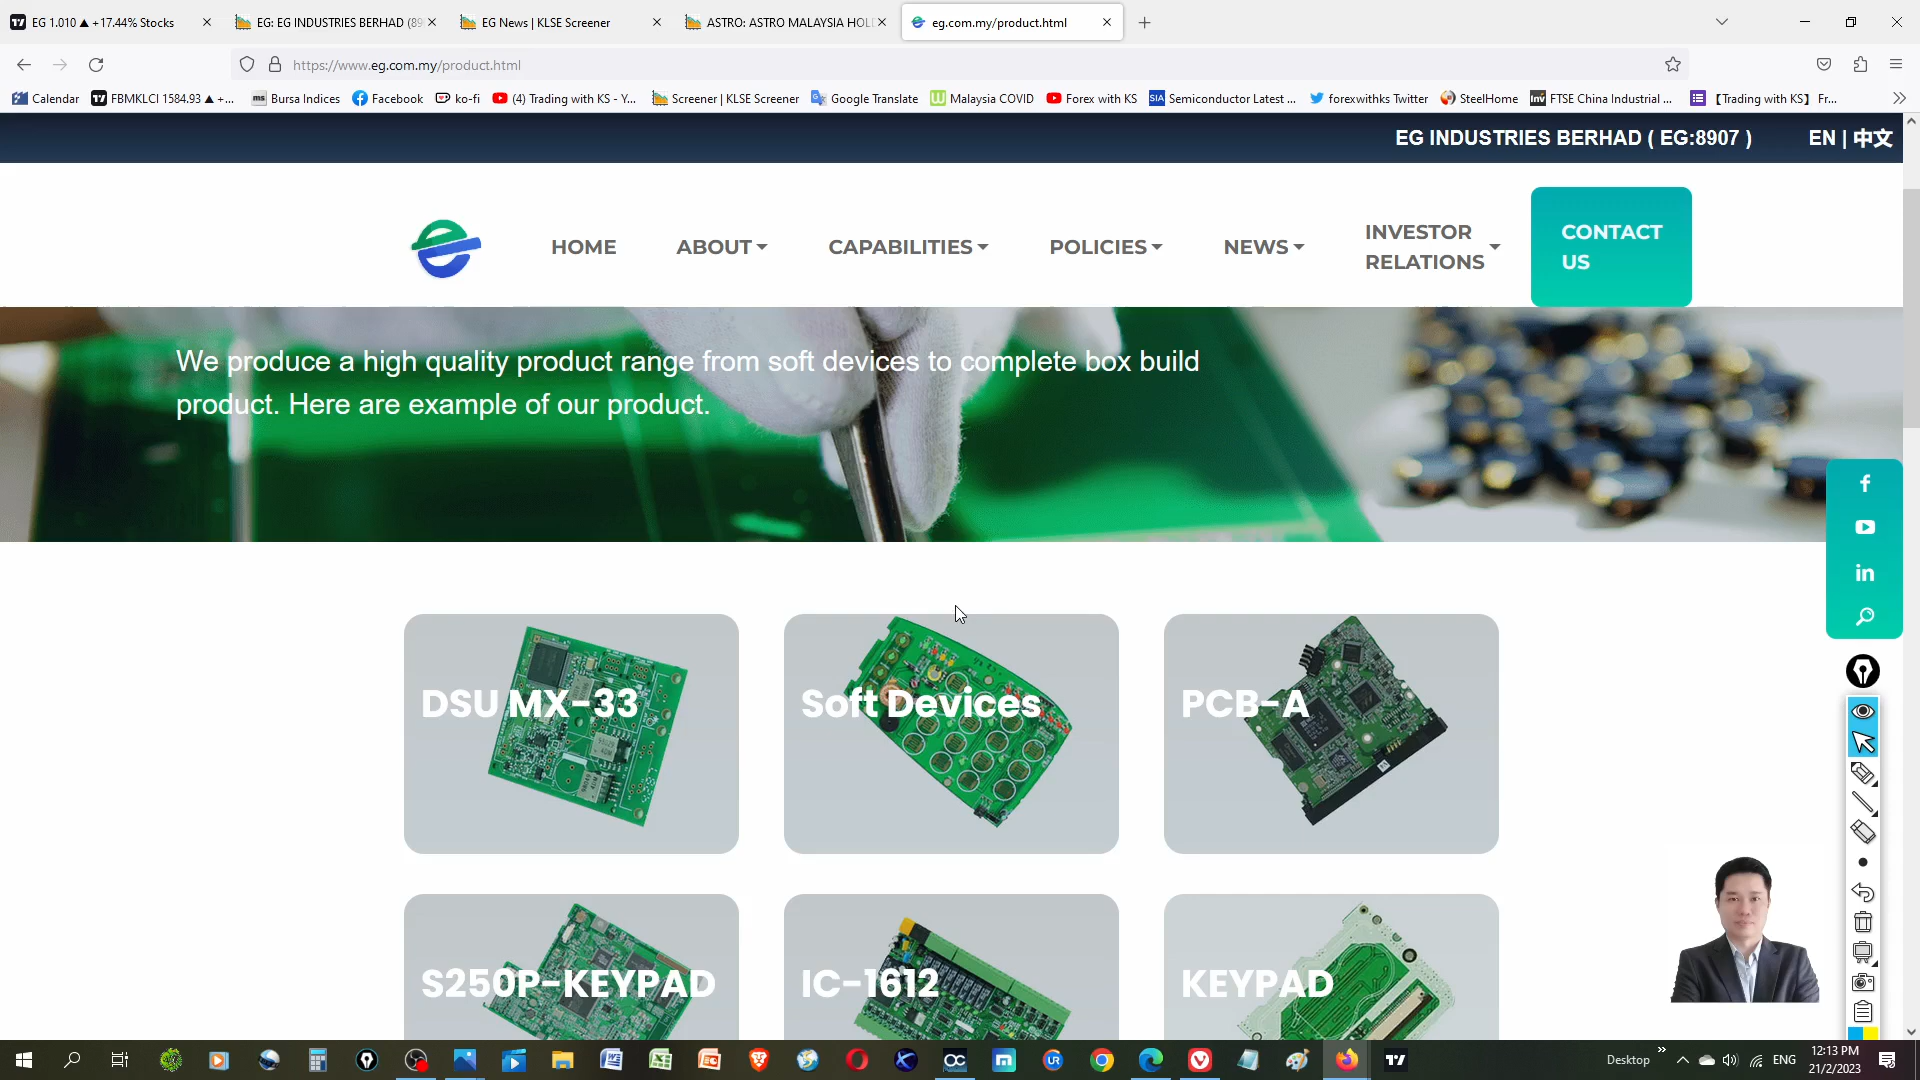 EG 1.010 ▲ +17.44% Stocks
EG: EG INDUSTRIES BERHAD (89
EG News | KLSE Screener
ASTRO: ASTRO MALAYSIA HOL
eg.com.my/product.html
https://www.eg.com.my/product.html
Calendar
FBMKLCI 1584.93 ▲ +...
Bursa Indices
Facebook
ko-fi
(4) Trading with KS - Y...
Screener | KLSE Screener
Google Translate
Malaysia COVID
Forex with KS
Semiconductor Latest ...
forexwithks Twitter
SteelHome
FTSE China Industrial ...
【Trading with KS】 Fr...
EG INDUSTRIES BERHAD ( EG:8907 )
EN | 中文
HOME
ABOUT
CAPABILITIES
POLICIES
NEWS
INVESTOR
RELATIONS
CONTACT
US
We produce a high quality product range from soft devices to complete box build
product. Here are example of our product.
DSU MX-33
Soft Devices
PCB-A
S250P-KEYPAD
IC-1612
KEYPAD
Desktop
ENG
12:13 PM
21/2/2023